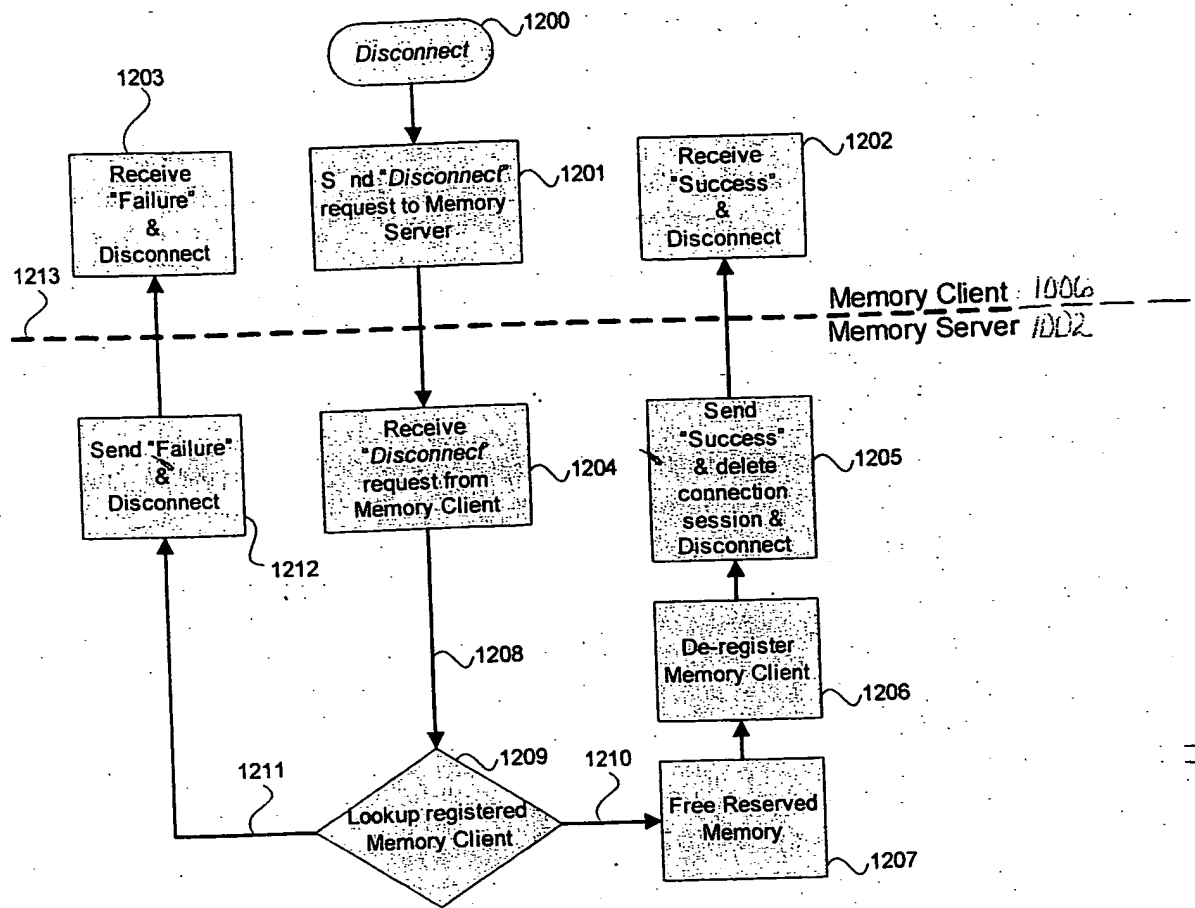 1200
Disconnect
1203
Receive
"Failure"
&
Disconnect
S nd "Disconnect"
request to Memory
Server
1201
Receive
"Success"
&
Disconnect
1202
1213
Memory Client 1006
Memory Server 1002
Send "Failure"
&
Disconnect
1212
Receive
"Disconnect"
request from
Memory Client
1204
Send
"Success"
& delete
connection
session &
Disconnect
1205
De-register
Memory Client
1206
1208
1209
Lookup registered
Memory Client
1211
1210
Free Reserved
Memory
1207